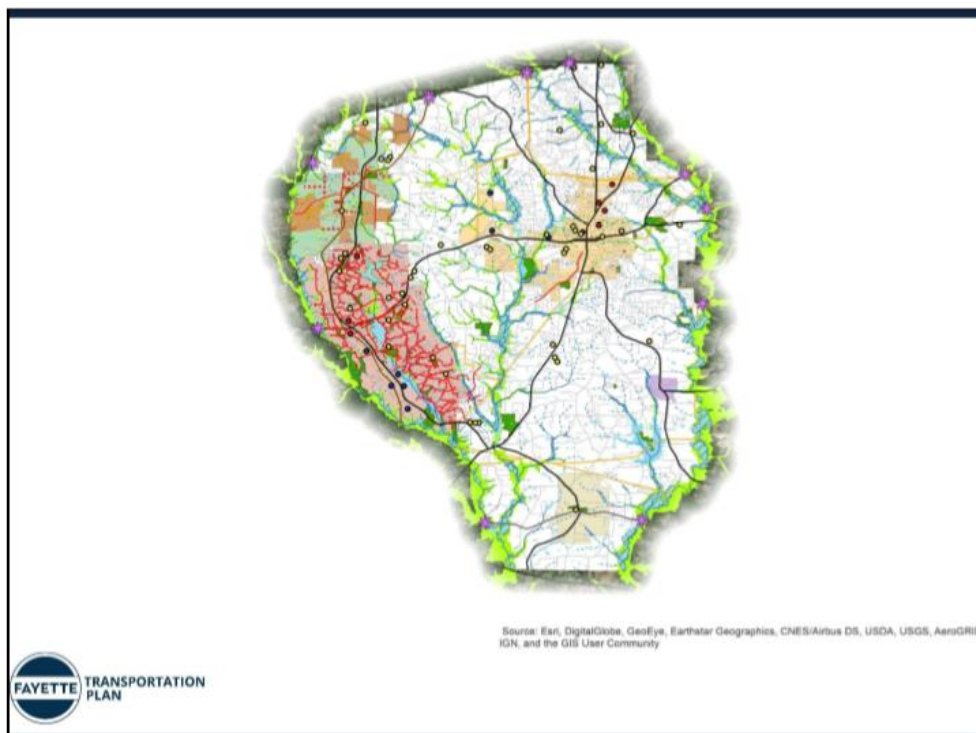 Source: Esri, DigitalGlobe, GeoEye, Earthstar Geographics, CNES/Airbus DS, USDA, USGS, AeroGRI
IGN, and the GIS User Community
FAYETTE
TRANSPORTATION
PLAN